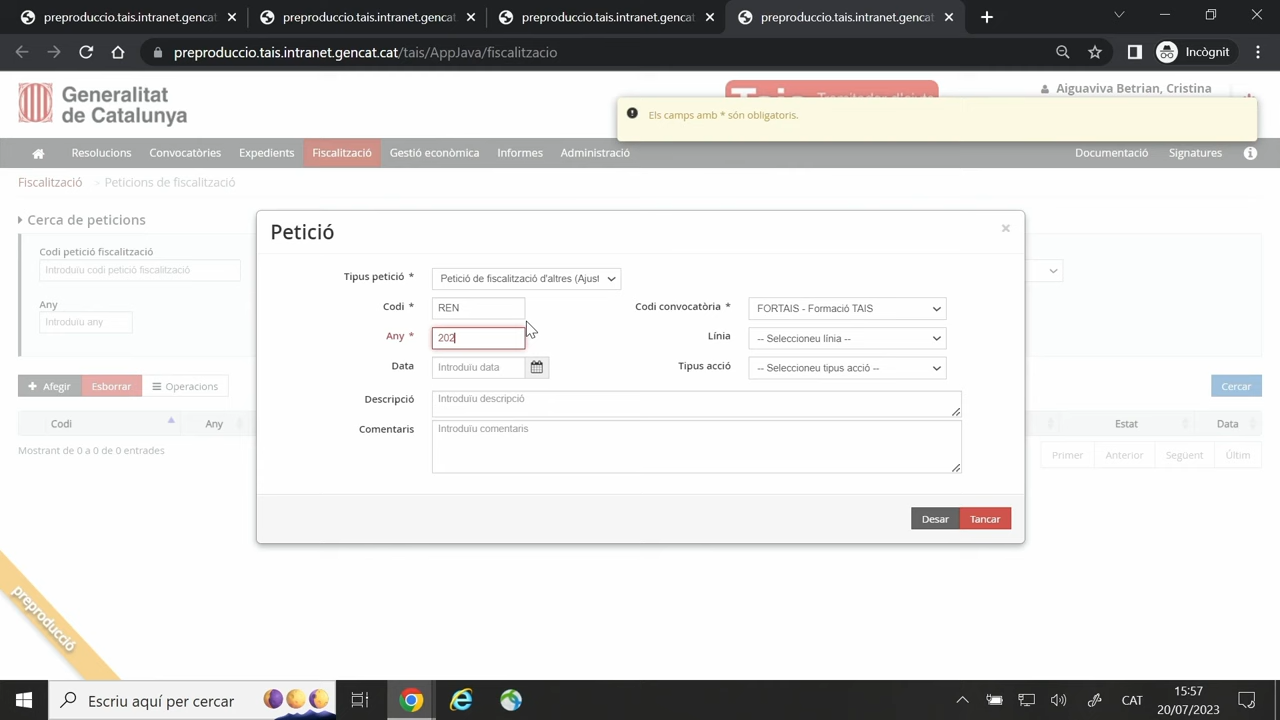 preproduccio.tais.intranet.gencat
preproduccio.tais.intranet.gencat
preproduccio.tais.intranet.gencat
preproduccio.tais.intranet.gencat
preproduccio.tais.intranet.gencat.cat/tais/AppJava/fiscalitzacio
Incògnit
Generalitat
de Catalunya
Aiguaviva Betrian, Cristina
Els camps amb * són obligatoris.
Resolucions
Convocatòries
Expedients
Fiscalització
Gestió econòmica
Informes
Administració
Documentació
Signatures
Fiscalització > Peticions de fiscalització
Cerca de peticions
Codi petició fiscalització
Introduïu codi petició fiscalització
Any
Introduïu any
Afegir
Esborrar
Operacions
Cercar
Codi
Any
Estat
Data
Mostrant de 0 a 0 de 0 entrades
Primer
Anterior
Següent
Últim
Petició
×
Tipus petició *
Petició de fiscalització d'altres (Ajust
Codi *
REN
Codi convocatòria *
FORTAIS - Formació TAIS
Any *
202
Línia
-- Seleccioneu línia --
Data
Introduïu data
Tipus acció
-- Seleccioneu tipus acció --
Descripció
Introduïu descripció
Comentaris
Introduïu comentaris
Desar
Tancar
preproducció
Escriu aquí per cercar
CAT
15:57
20/07/2023